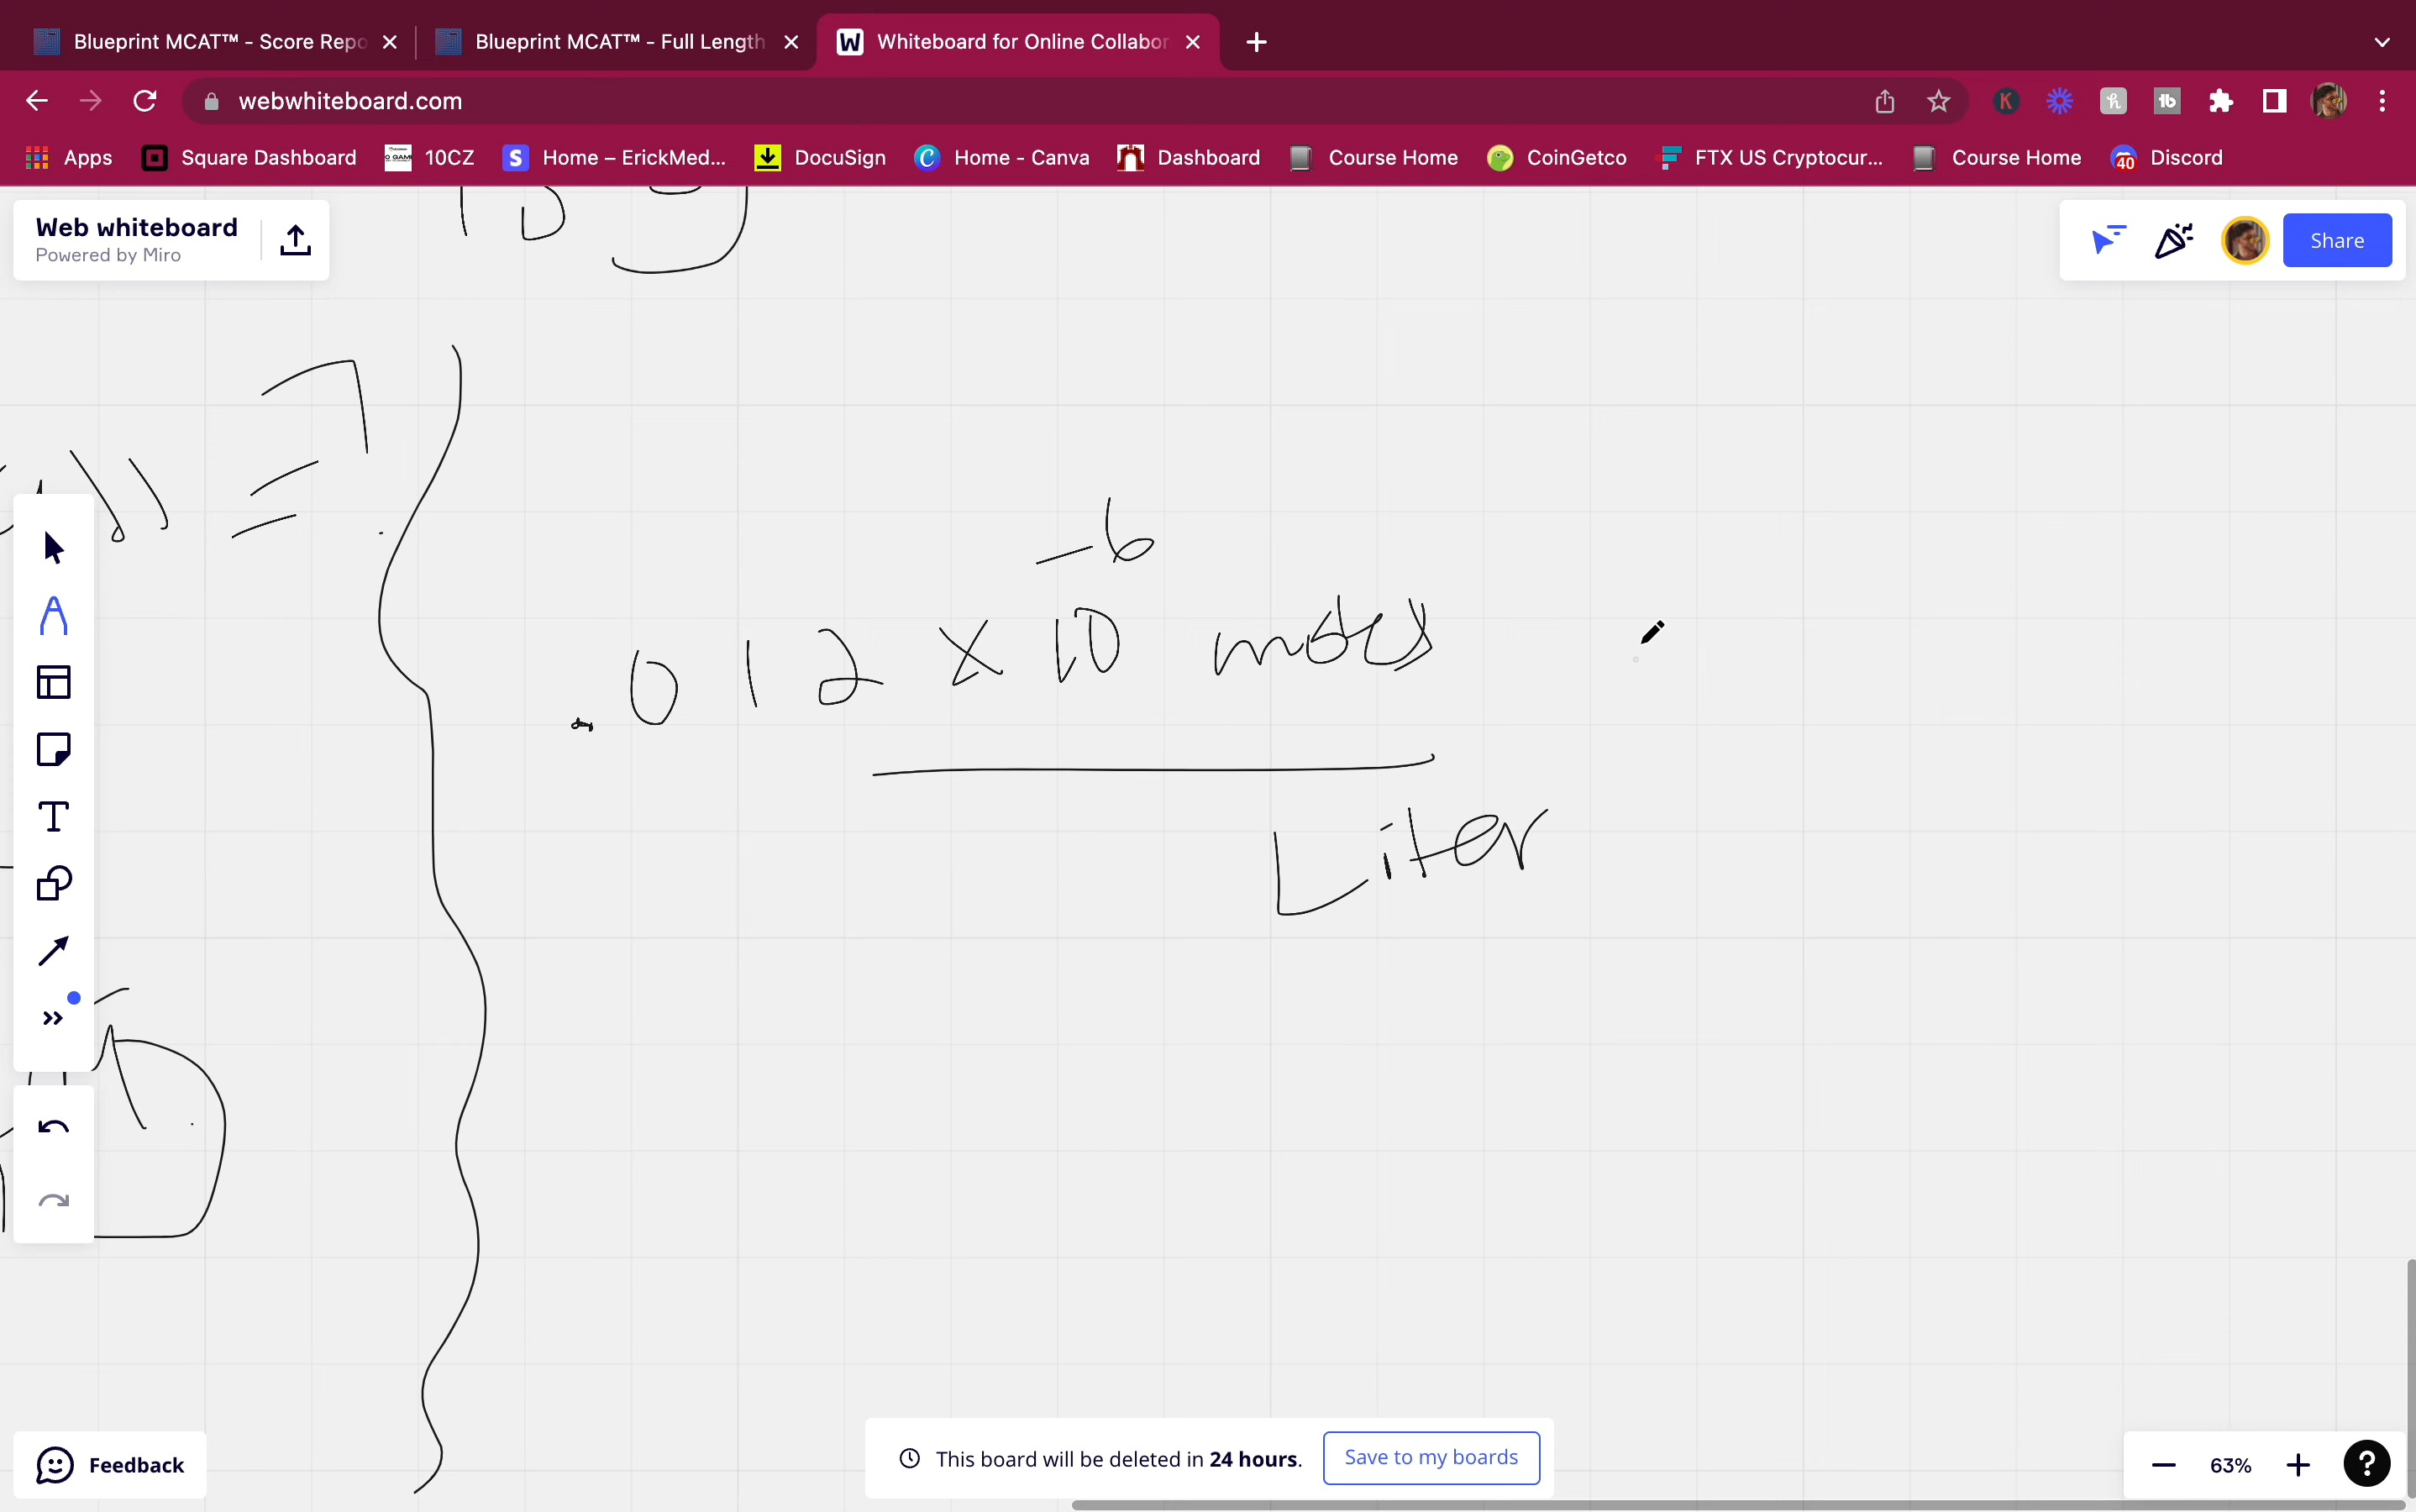 Blueprint MCAT™ - Score Repo
Blueprint MCAT™ - Full Length
W Whiteboard for Online Collabor
webwhiteboard.com
Apps
Square Dashboard
10CZ
S Home – ErickMed...
DocuSign
C Home - Canva
Dashboard
Course Home
CoinGetco
FTX US Cryptocur...
Course Home
40 Discord
Web whiteboard
Powered by Miro
Share
= ?
-6
.012 x 10 moles
Liter
T
Feedback
This board will be deleted in 24 hours.
Save to my boards
63%
?